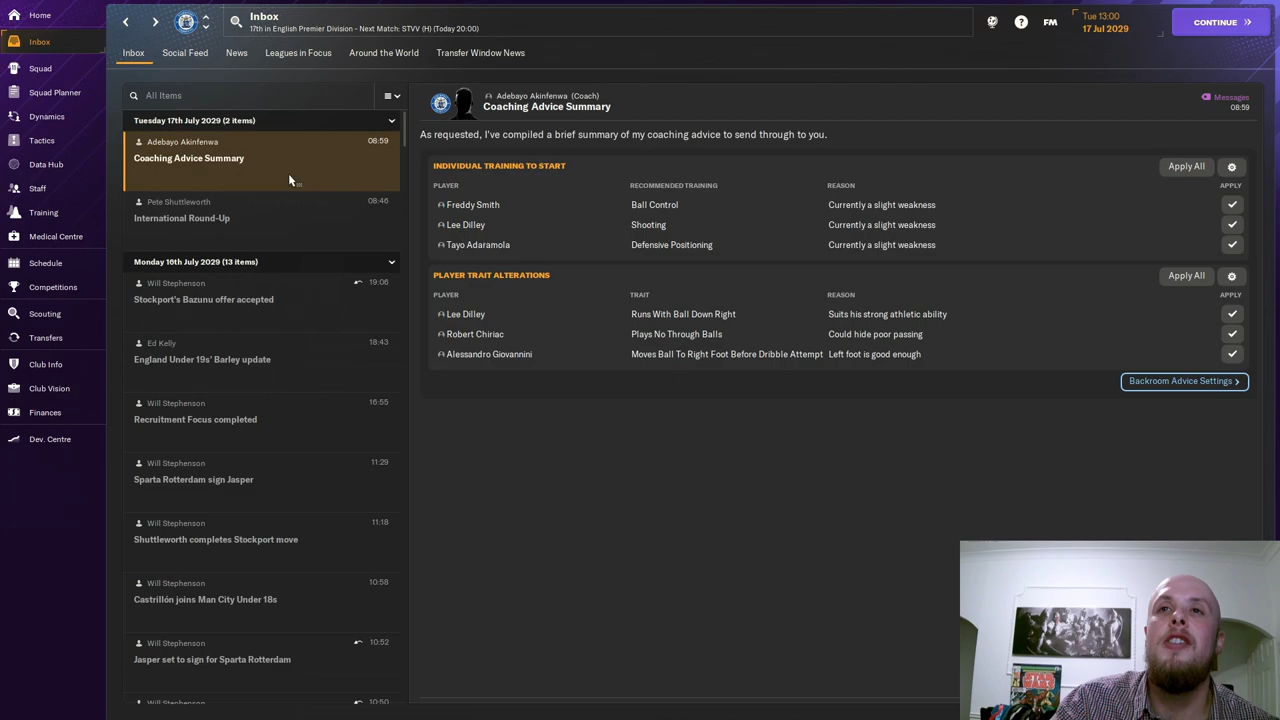 Home
Inbox
Squad
Squad Planner
Dynamics
Tactics
Data Hub
Staff
Training
Medical Centre
Schedule
Competitions
Scouting
Transfers
Club Info
Club Vision
Finances
Dev. Centre
Inbox
17th in English Premier Division - Next Match: STVV (H) (Today 20:00)
FM
Tue 13:00
17 Jul 2029
CONTINUE
Inbox Social Feed News Leagues in Focus Around the World Transfer Window News
All Items
Tuesday 17th July 2029 (2 items)
Adebayo Akinfenwa 08:59
Coaching Advice Summary
Pete Shuttleworth 08:46
International Round-Up
Monday 16th July 2029 (13 items)
Will Stephenson 19:06
Stockport's Bazunu offer accepted
Ed Kelly 18:43
England Under 19s' Barley update
Will Stephenson 16:55
Recruitment Focus completed
Will Stephenson 11:29
Sparta Rotterdam sign Jasper
Will Stephenson 11:18
Shuttleworth completes Stockport move
Will Stephenson 10:58
Castrillón joins Man City Under 18s
Will Stephenson 10:52
Jasper set to sign for Sparta Rotterdam
Will Stephenson 10:50
Adebayo Akinfenwa (Coach)
Coaching Advice Summary
Messages
08:59
As requested, I've compiled a brief summary of my coaching advice to send through to you.
INDIVIDUAL TRAINING TO START Apply All
PLAYER RECOMMENDED TRAINING REASON APPLY
Freddy Smith Ball Control Currently a slight weakness
Lee Dilley Shooting Currently a slight weakness
Tayo Adaramola Defensive Positioning Currently a slight weakness
PLAYER TRAIT ALTERATIONS Apply All
PLAYER TRAIT REASON APPLY
Lee Dilley Runs With Ball Down Right Suits his strong athletic ability
Robert Chiriac Plays No Through Balls Could hide poor passing
Alessandro Giovannini Moves Ball To Right Foot Before Dribble Attempt Left foot is good enough
Backroom Advice Settings
STAR WARS